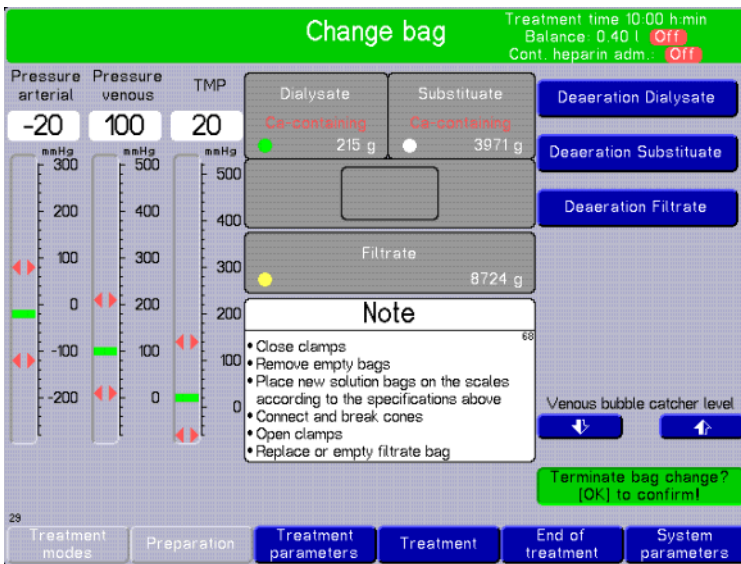 Change bag
Treatment time 10:00 h:min
Balance: 0.40 l Off
Cont. heparin adm.: Off
Pressure arterial
Pressure venous
TMP
-20
100
20
mmHg
300
200
100
0
-100
-200
mmHg
500
400
300
200
100
0
mmHg
500
400
300
200
100
0
Dialysate
Ca-containing
215 g
Substituate
Ca-containing
3971 g
Filtrate
8724 g
Note
68
• Close clamps
• Remove empty bags
• Place new solution bags on the scales
according to the specifications above
• Connect and break cones
• Open clamps
• Replace or empty filtrate bag
Deaeration Dialysate
Deaeration Substituate
Deaeration Filtrate
Venous bubble catcher level
Terminate bag change?
[OK] to confirm!
29
Treatment
modes
Preparation
Treatment
parameters
Treatment
End of
treatment
System
parameters